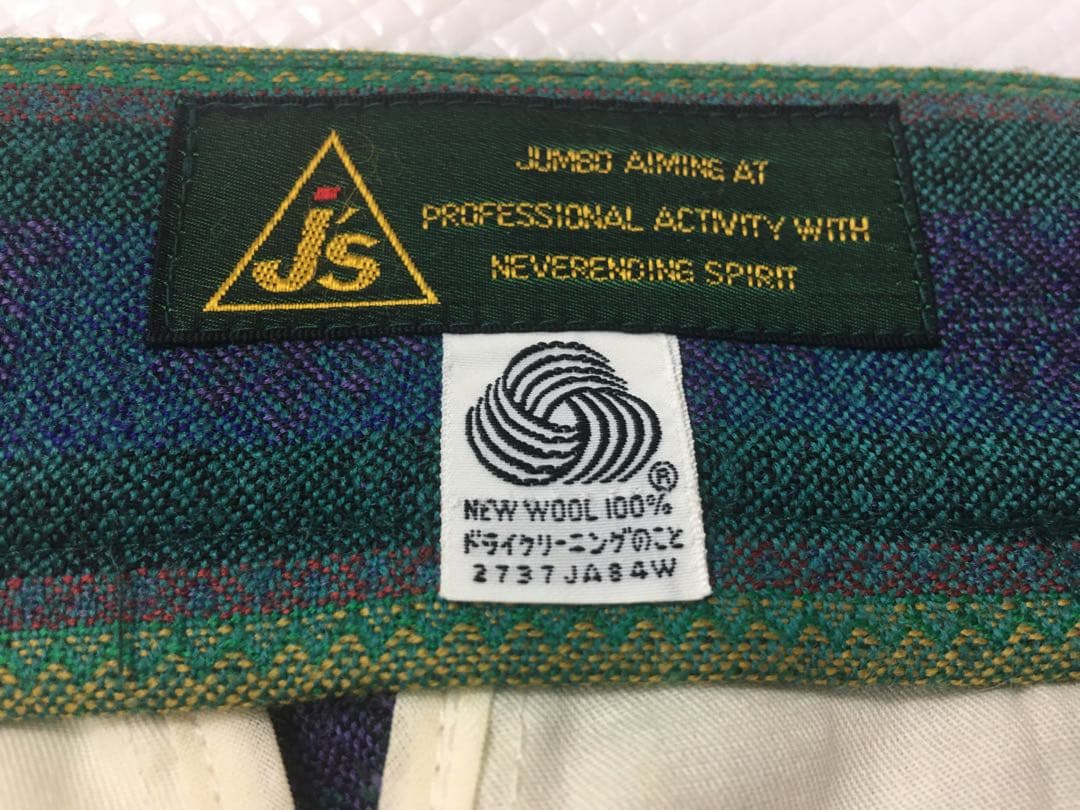 J's
JUMBO AIMING AT
PROFESSIONAL ACTIVITY WITH
NEVERENDING SPIRIT
®
NEW WOOL 100%
ドライクリーニングのこと
2737JA84W